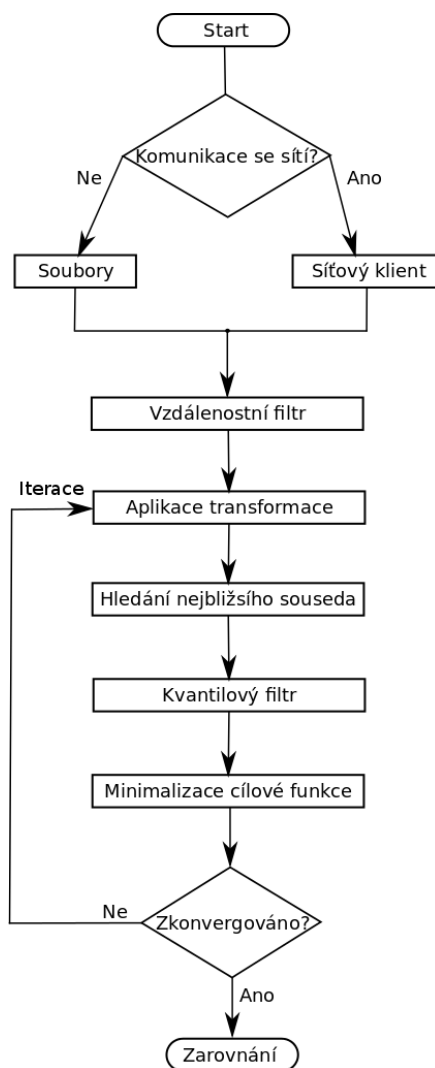 Start
Komunikace se sítí?
Ne
Ano
Soubory
Síťový klient
Vzdálenostní filtr
Iterace
Aplikace transformace
Hledání nejbližsího souseda
Kvantilový filtr
Minimalizace cílové funkce
Ne
Zkonvergováno?
Ano
Zarovnání